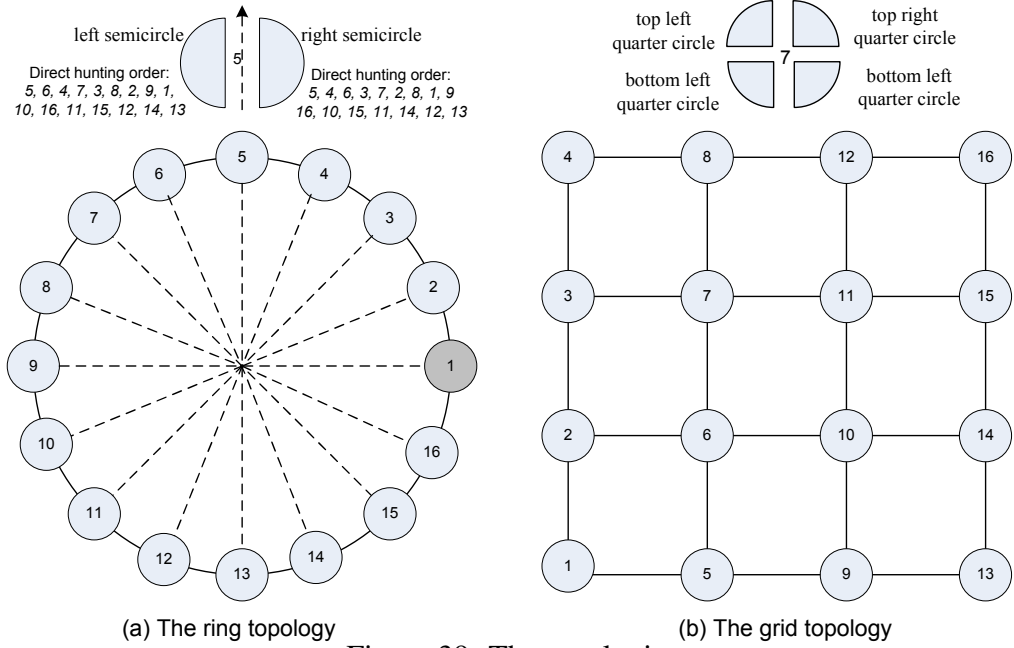 left semicircle
right semicircle
5
Direct hunting order:
5, 6, 4, 7, 3, 8, 2, 9, 1,
10, 16, 11, 15, 12, 14, 13
Direct hunting order:
5, 4, 6, 3, 7, 2, 8, 1, 9
16, 10, 15, 11, 14, 12, 13
5
6
4
7
3
8
2
9
1
10
16
11
15
12
14
13
(a) The ring topology
top left
quarter circle
top right
quarter circle
7
bottom left
quarter circle
bottom left
quarter circle
4 8 12 16
3 7 11 15
2 6 10 14
1 5 9 13
(b) The grid topology